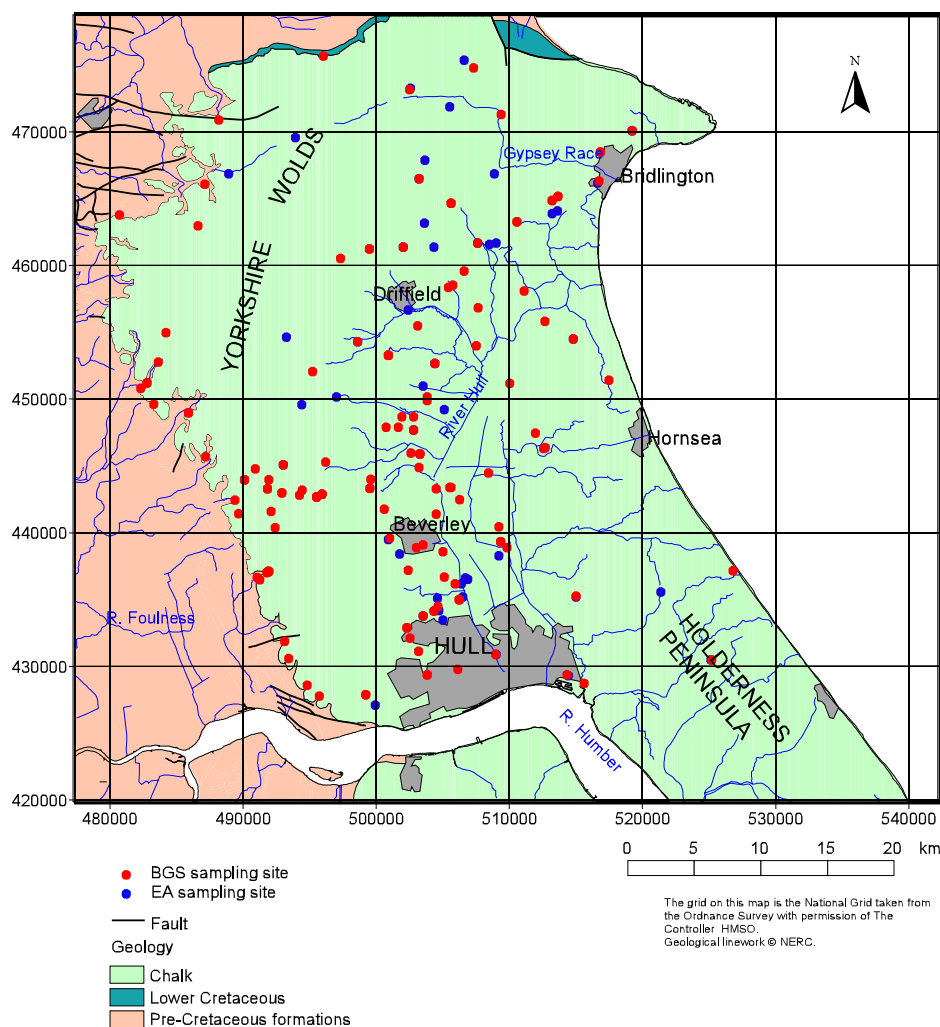 N
470000
460000
450000
440000
430000
420000
480000
490000
500000
510000
520000
530000
540000
YORKSHIRE WOLDS
Gypsey Race
Bridlington
Driffield
River Hull
Hornsea
Beverley
R. Foulness
HULL
HOLDERNESS
PENINSULA
R. Humber
BGS sampling site
EA sampling site
Fault
Geology
Chalk
Lower Cretaceous
Pre-Cretaceous formations
0 5 10 15 20 km
The grid on this map is the National Grid taken from
the Ordnance Survey with permission of The
Controller HMSO.
Geological linework © NERC.